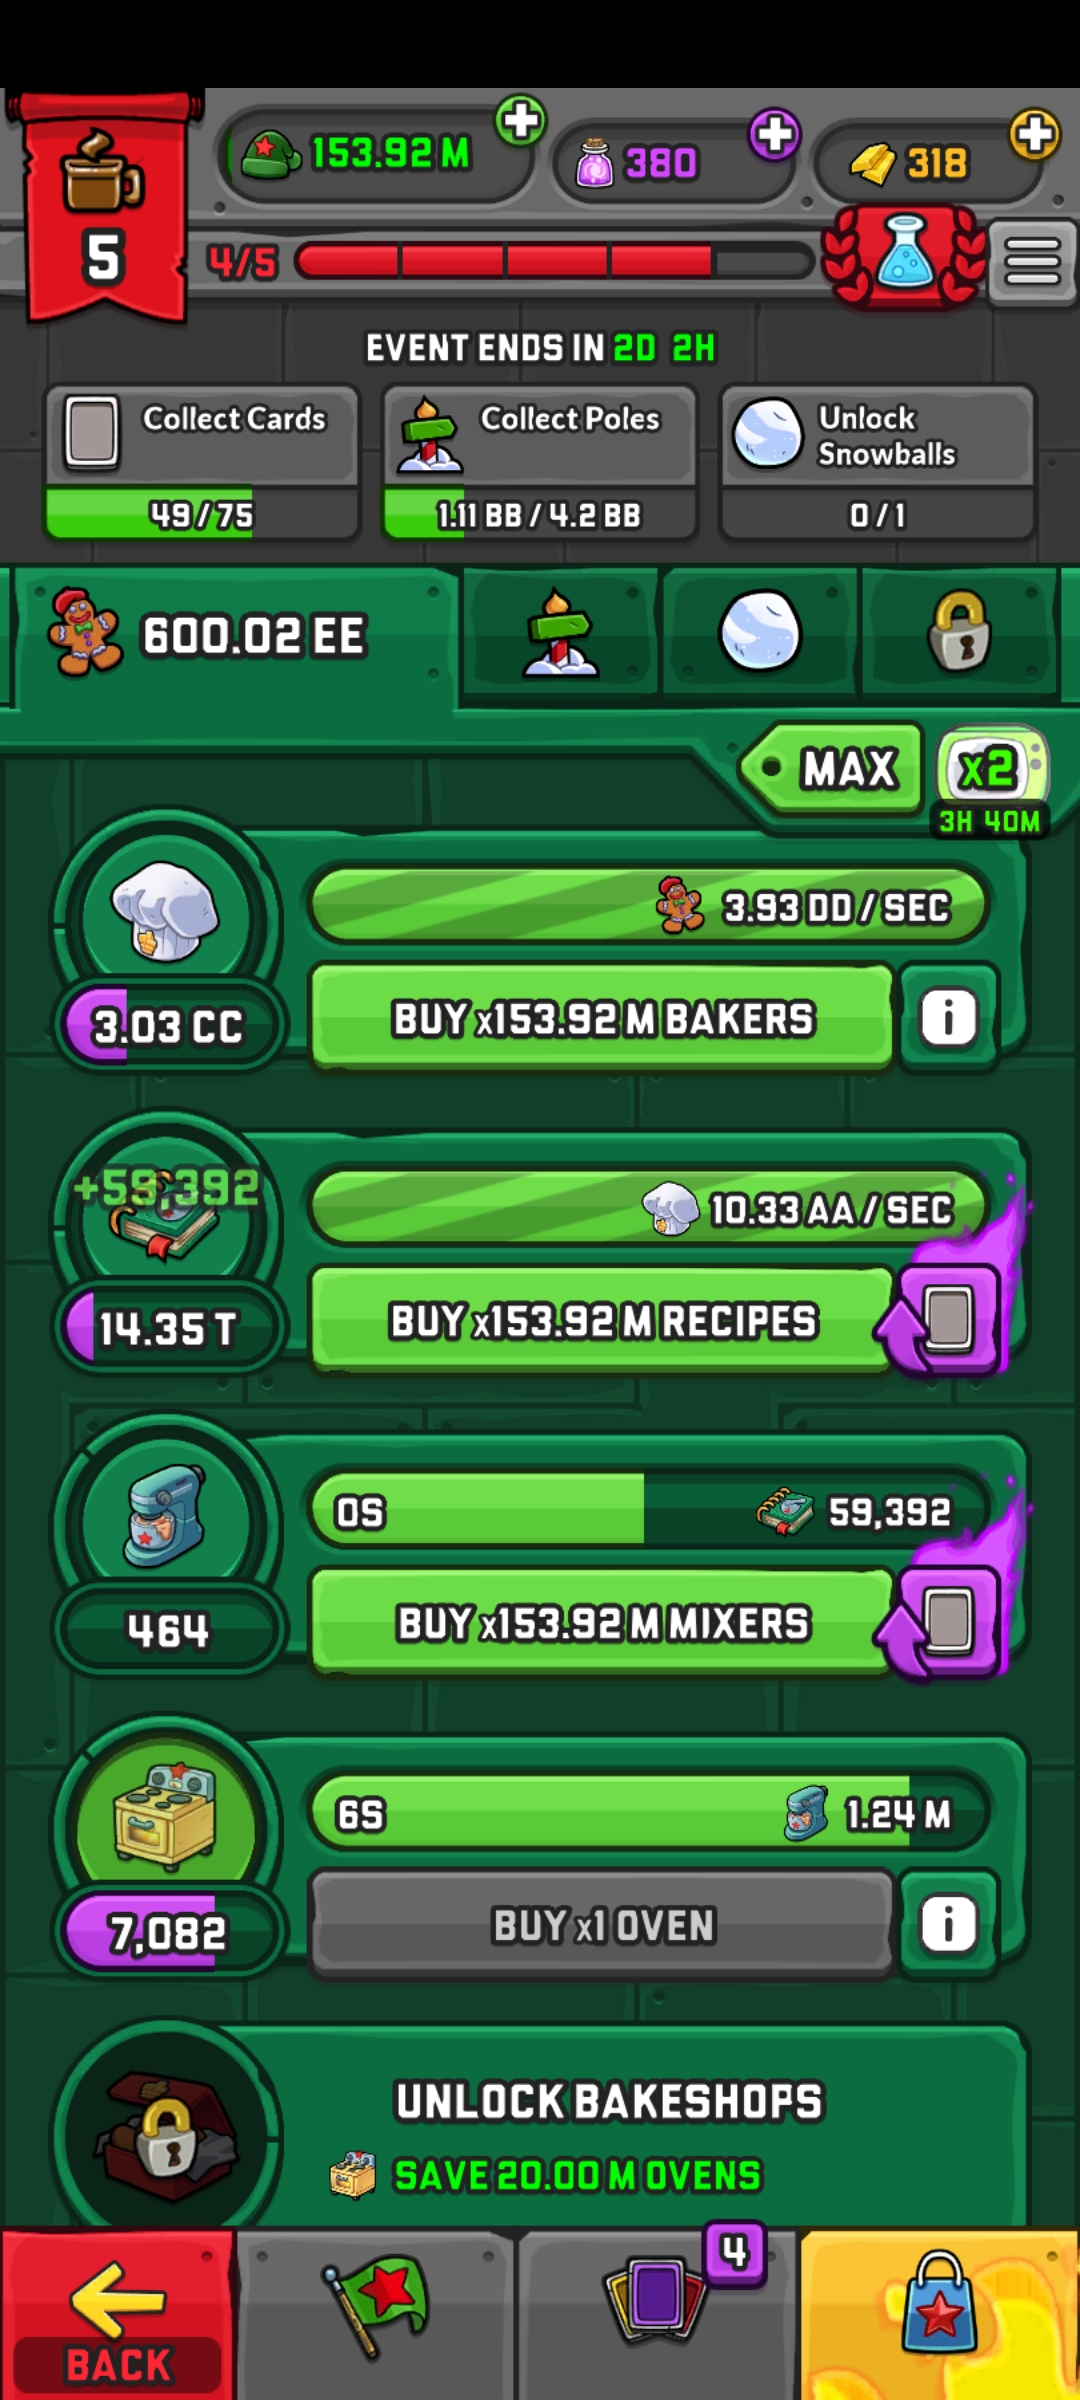 153.92 M
380
318
5
4/5
EVENT ENDS IN 2D 2H
Collect Cards
49/75
Collect Poles
1.11 BB / 4.2 BB
Unlock
Snowballs
0/1
600.02 EE
MAX
x2
3H 40M
3.93 DD / SEC
3.03 CC
BUY x153.92 M BAKERS
i
+59,392
10.33 AA / SEC
14.35 T
BUY x153.92 M RECIPES
0S
59,392
464
BUY x153.92 M MIXERS
6S
1.24 M
7,082
BUY x1 OVEN
i
UNLOCK BAKESHOPS
SAVE 20.00 M OVENS
BACK
4